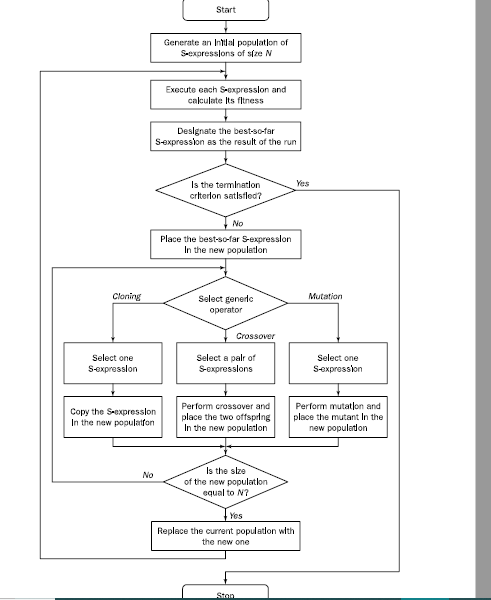 Start
Generate an initial population of
S-expressions of size N
Execute each S-expression and
calculate its fitness
Designate the best-so-far
S-expression as the result of the run
Is the termination
criterion satisfied?
Yes
No
Place the best-so-far S-expression
in the new population
Select generic
operator
Cloning
Mutation
Crossover
Select one
S-expression
Select a pair of
S-expressions
Select one
S-expression
Copy the S-expression
in the new population
Perform crossover and
place the two offspring
in the new population
Perform mutation and
place the mutant in the
new population
Is the size
of the new population
equal to N?
No
Yes
Replace the current population with
the new one
Stop